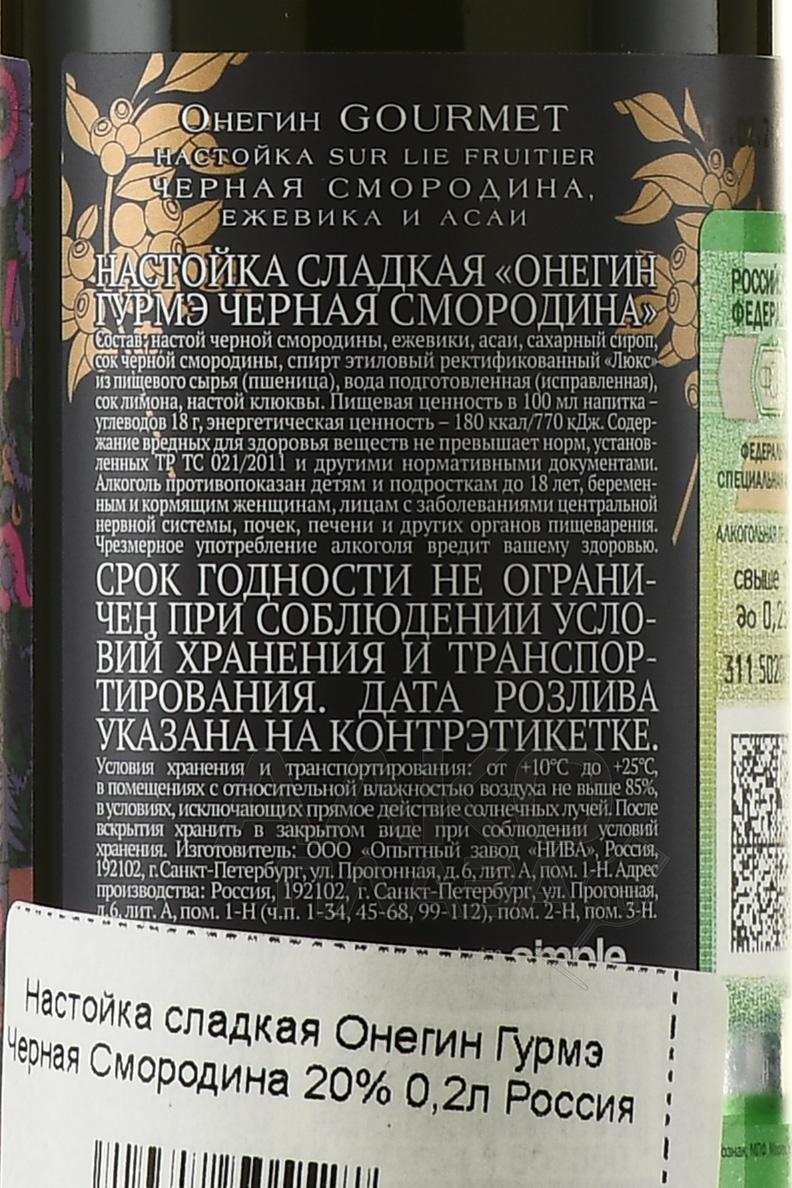 Онегин GOURMET
НАСТОЙКА SUR LIE FRUITIER
ЧЕРНАЯ СМОРОДИНА,
ЕЖЕВИКА И АСАИ
НАСТОЙКА СЛАДКАЯ «ОНЕГИН
ГУРМЭ ЧЕРНАЯ СМОРОДИНА»
Состав: настой черной смородины, ежевики, асаи, сахарный сироп,
сок черной смородины, спирт этиловый ректификованный «Люкс»
из пищевого сырья (пшеница), вода подготовленная (исправленная),
сок лимона, настой клюквы. Пищевая ценность в 100 мл напитка –
углеводов 18 г, энергетическая ценность – 180 ккал/770 кДж. Содер-
жание вредных для здоровья веществ не превышает норм, установ-
ленных ТР ТС 021/2011 и другими нормативными документами.
Алкоголь противопоказан детям и подросткам до 18 лет, беремен-
ным и кормящим женщинам, лицам с заболеваниями центральной
нервной системы, почек, печени и других органов пищеварения.
Чрезмерное употребление алкоголя вредит вашему здоровью.
СРОК ГОДНОСТИ НЕ ОГРАНИ-
ЧЕН ПРИ СОБЛЮДЕНИИ УСЛО-
ВИЙ ХРАНЕНИЯ И ТРАНСПОР-
ТИРОВАНИЯ. ДАТА РОЗЛИВА
УКАЗАНА НА КОНТРЭТИКЕТКЕ.
Условия хранения и транспортирования: от +10°С до +25°С,
в помещениях с относительной влажностью воздуха не выше 85%,
в условиях, исключающих прямое действие солнечных лучей. После
вскрытия хранить в закрытом виде при соблюдении условий
хранения. Изготовитель: ООО «Опытный завод «НИВА», Россия,
192102, г. Санкт-Петербург, ул. Прогонная, д. 6, лит. А, пом. 1-Н. Адрес
производства: Россия, 192102, г. Санкт-Петербург, ул. Прогонная,
д. 6, лит. А, пом. 1-Н (ч.п. 1-34, 45-68, 99-112), пом. 2-Н, пом. 3-Н.
simple
Настойка сладкая Онегин Гурмэ
Черная Смородина 20% 0,2л Россия
РОССИЙ
ФЕДЕРА
ФЕДЕРАЛЬ
СПЕЦИАЛЬНАЯ
АЛКОГОЛЬНАЯ
свыше
до 0,25
311 502